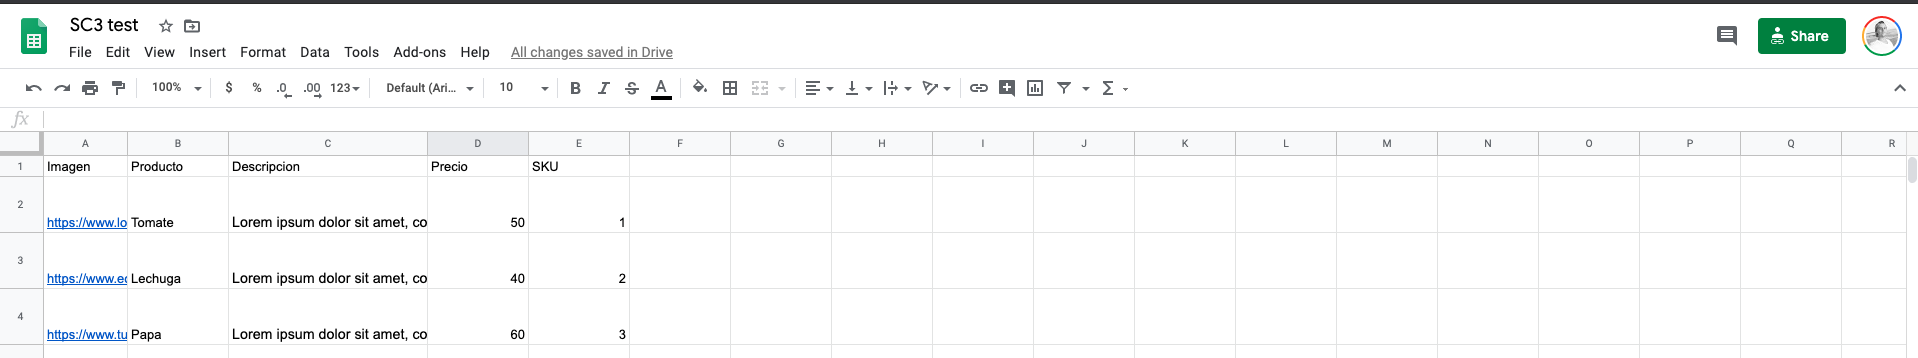 SC3 test
File Edit View Insert Format Data Tools Add-ons Help All changes saved in Drive
Share
100% $ % .0 .00 123 Default (Ari... 10 B I S A
fx
A B C D E F G H I J K L M N O P Q R
1 Imagen Producto Descripcion Precio SKU
2 https://www.lo Tomate Lorem ipsum dolor sit amet, co 50 1
3 https://www.ec Lechuga Lorem ipsum dolor sit amet, co 40 2
4 https://www.tu Papa Lorem ipsum dolor sit amet, co 60 3